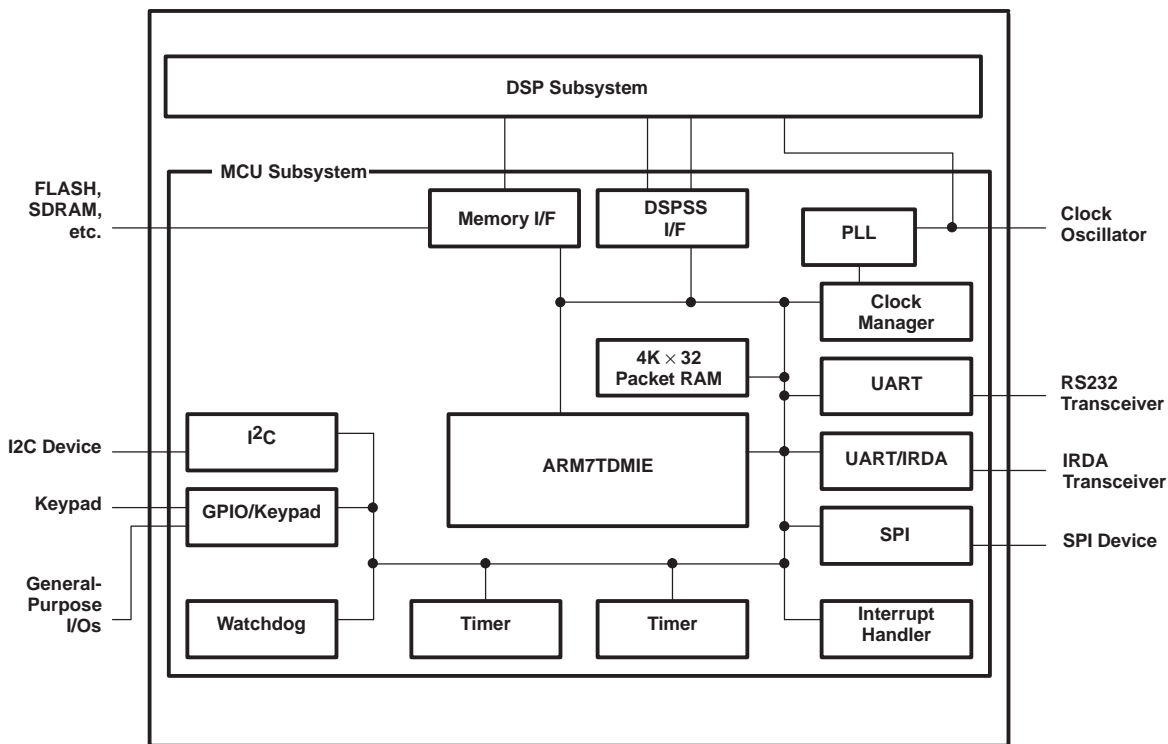 DSP Subsystem
MCU Subsystem
FLASH,
SDRAM,
etc.
Memory I/F
DSPSS
I/F
PLL
Clock
Oscillator
Clock
Manager
4K × 32
Packet RAM
UART
RS232
Transceiver
I2C Device
I²C
ARM7TDMIE
UART/IRDA
IRDA
Transceiver
Keypad
GPIO/Keypad
SPI
SPI Device
General-
Purpose
I/Os
Watchdog
Timer
Timer
Interrupt
Handler